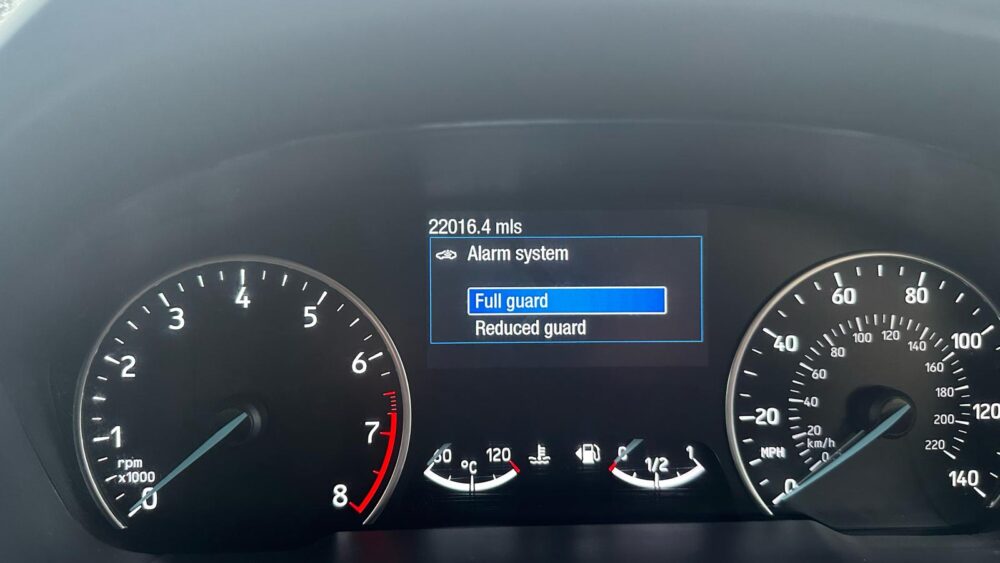 22016.4 mls
Alarm system
Full guard
Reduced guard
0 1 2 3 4 5 6 7 8
rpm
x1000
60 °C 120
0 1/2 1
0 20 40 60 80 100 120 140
MPH
0 20 40 60 80 100 120 140 160 180 200 220
km/h